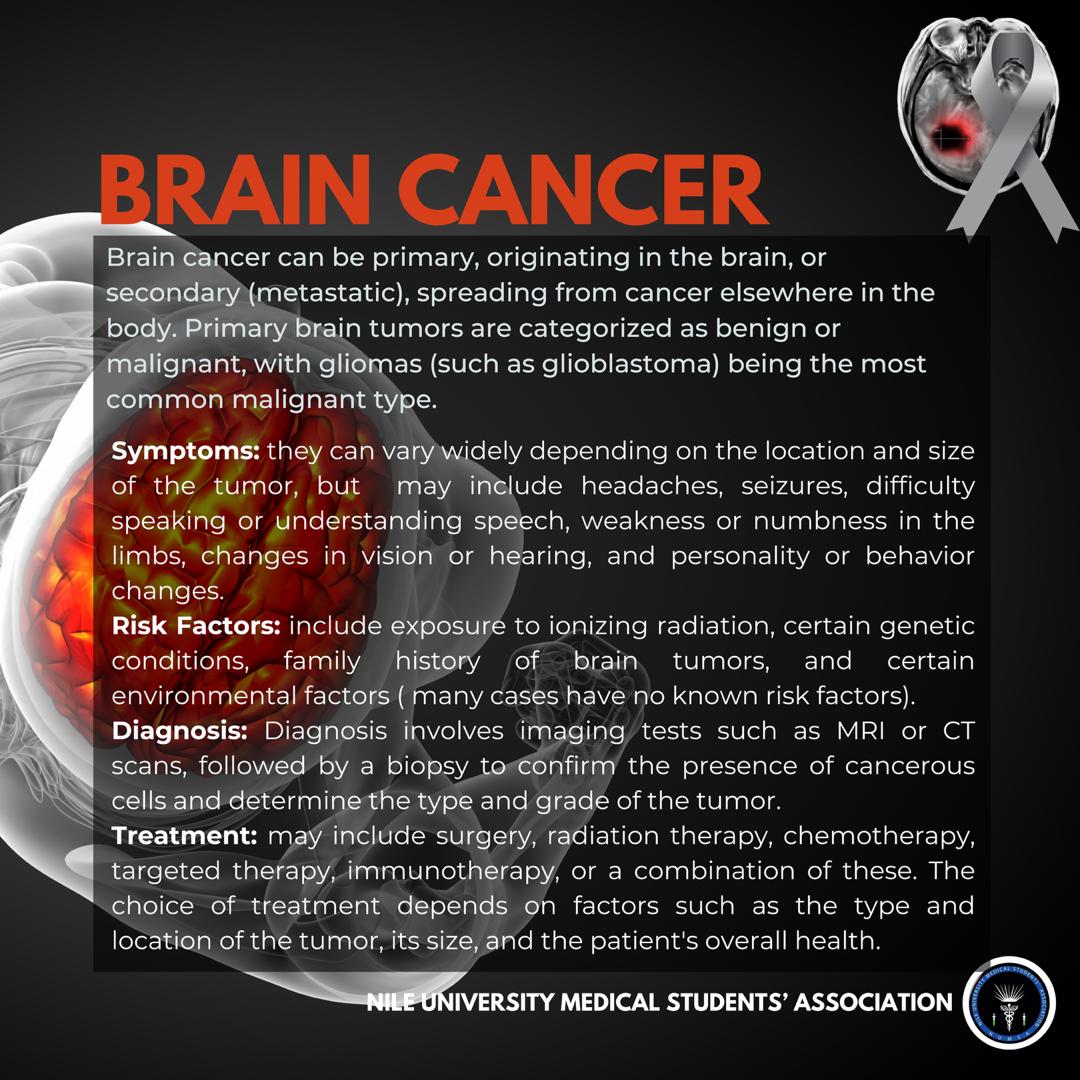 BRAIN CANCER
Brain cancer can be primary, originating in the brain, or
secondary (metastatic), spreading from cancer elsewhere in the
body. Primary brain tumors are categorized as benign or
malignant, with gliomas (such as glioblastoma) being the most
common malignant type.
Symptoms: they can vary widely depending on the location and size
of the tumor, but may include headaches, seizures, difficulty
speaking or understanding speech, weakness or numbness in the
limbs, changes in vision or hearing, and personality or behavior
changes.
Risk Factors: include exposure to ionizing radiation, certain genetic
conditions, family history of brain tumors, and certain
environmental factors ( many cases have no known risk factors).
Diagnosis: Diagnosis involves imaging tests such as MRI or CT
scans, followed by a biopsy to confirm the presence of cancerous
cells and determine the type and grade of the tumor.
Treatment: may include surgery, radiation therapy, chemotherapy,
targeted therapy, immunotherapy, or a combination of these. The
choice of treatment depends on factors such as the type and
location of the tumor, its size, and the patient's overall health.
NILE UNIVERSITY MEDICAL STUDENTS’ ASSOCIATION
NILE UNIVERSITY MEDICAL STUDENTS' ASSOCIATION
N U M S A